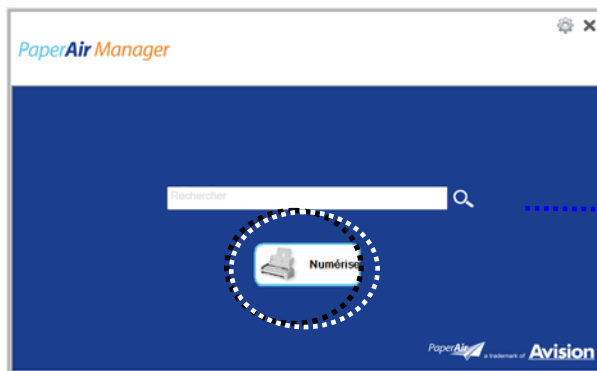 PaperAir Manager
Rechercher
Numérise
PaperAir a trademark of Avision